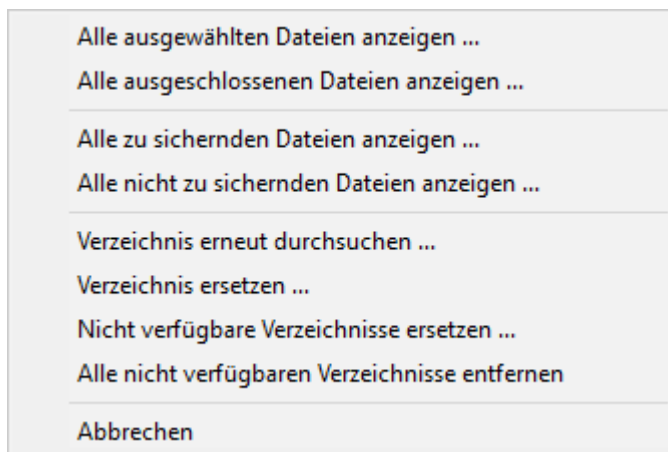 Alle ausgewählten Dateien anzeigen ...
Alle ausgeschlossenen Dateien anzeigen ...
Alle zu sichernden Dateien anzeigen ...
Alle nicht zu sichernden Dateien anzeigen ...
Verzeichnis erneut durchsuchen ...
Verzeichnis ersetzen ...
Nicht verfügbare Verzeichnisse ersetzen ...
Alle nicht verfügbaren Verzeichnisse entfernen
Abbrechen